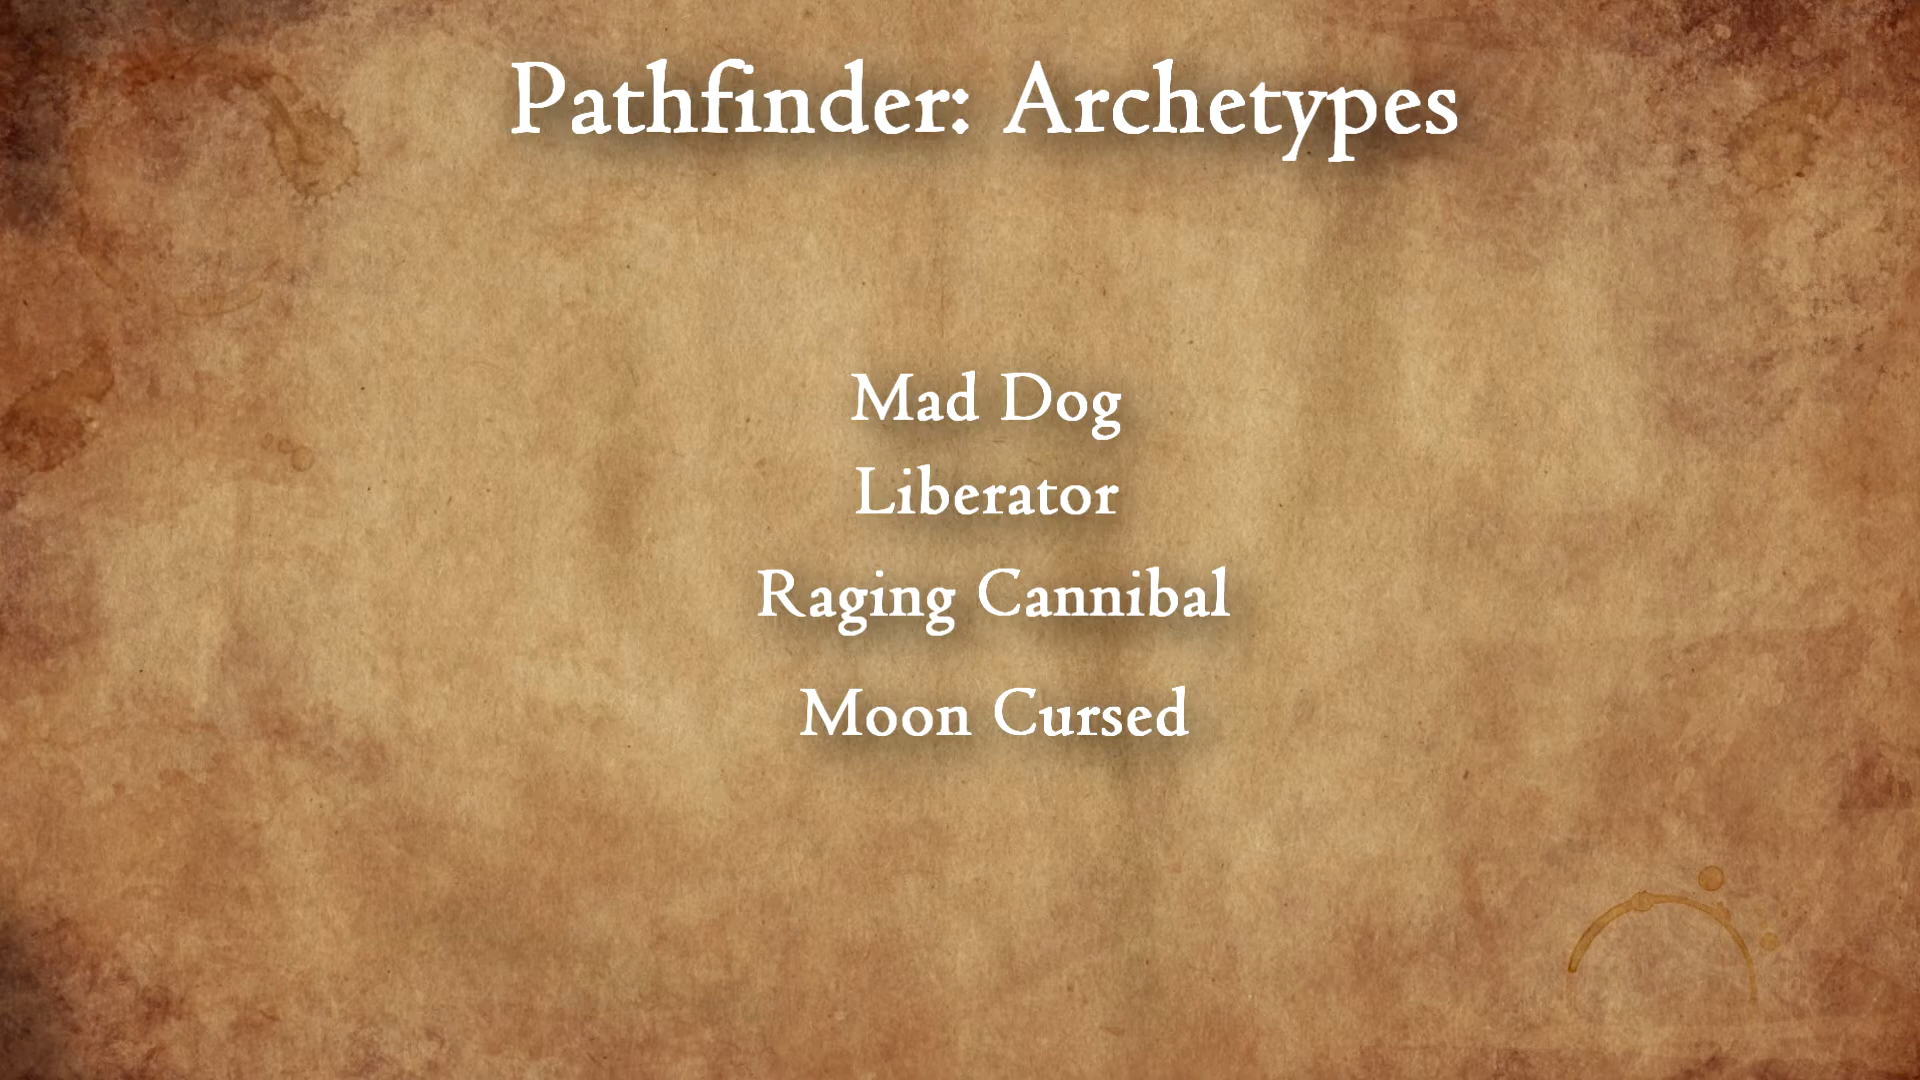 Pathfinder: Archetypes
Mad Dog
Liberator
Raging Cannibal
Moon Cursed